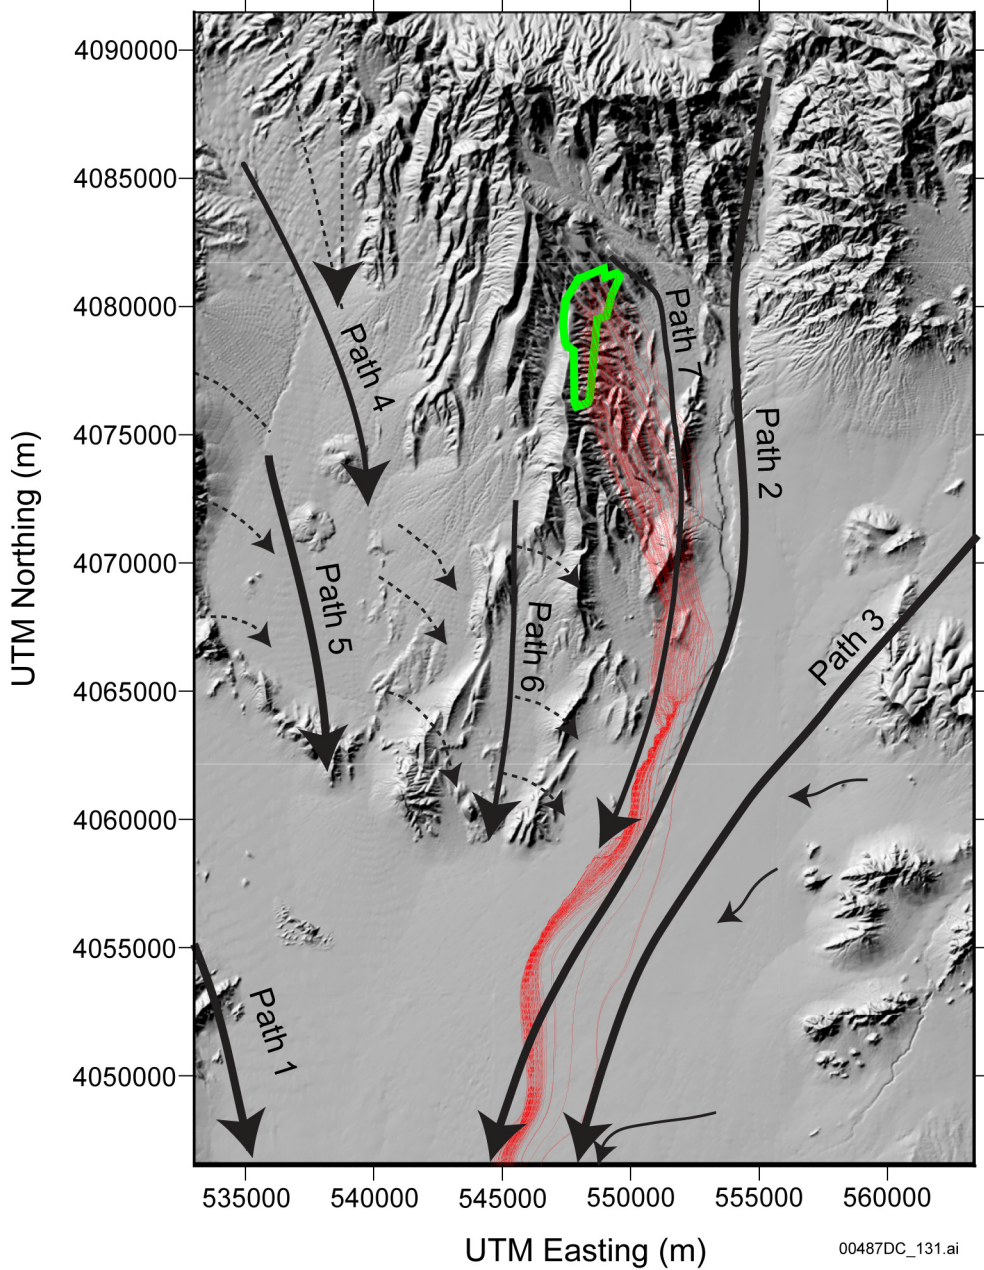 4090000
4085000
4080000
4075000
4070000
4065000
4060000
4055000
4050000
UTM Northing (m)
Path 7
Path 4
Path 2
Path 5
Path 6
Path 3
Path 1
535000
540000
545000
550000
555000
560000
UTM Easting (m)
00487DC_131.ai